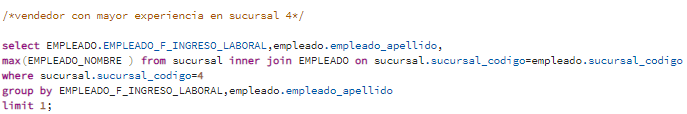 /*vendedor con mayor experiencia en sucursal 4*/
select EMPLEADO.EMPLEADO_F_INGRESO_LABORAL,empleado.empleado_apellido,
max(EMPLEADO_NOMBRE ) from sucursal inner join EMPLEADO on sucursal.sucursal_codigo=empleado.sucursal_codigo
where sucursal.sucursal_codigo=4
group by EMPLEADO_F_INGRESO_LABORAL,empleado.empleado_apellido
limit 1;